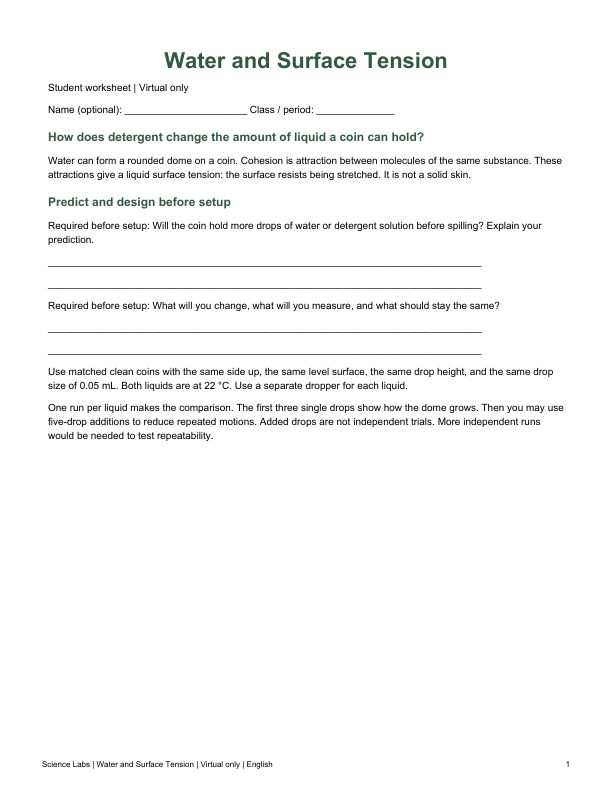 Water and Surface Tension
Student worksheet | Virtual only
Name (optional): ______________________ Class / period: ______________
How does detergent change the amount of liquid a coin can hold?
Water can form a rounded dome on a coin. Cohesion is attraction between molecules of the same substance. These
attractions give a liquid surface tension: the surface resists being stretched. It is not a solid skin.
Predict and design before setup
Required before setup: Will the coin hold more drops of water or detergent solution before spilling? Explain your
prediction.
Required before setup: What will you change, what will you measure, and what should stay the same?
Use matched clean coins with the same side up, the same level surface, the same drop height, and the same drop
size of 0.05 mL. Both liquids are at 22 °C. Use a separate dropper for each liquid.
One run per liquid makes the comparison. The first three single drops show how the dome grows. Then you may use
five-drop additions to reduce repeated motions. Added drops are not independent trials. More independent runs
would be needed to test repeatability.
Science Labs | Water and Surface Tension | Virtual only | English
1